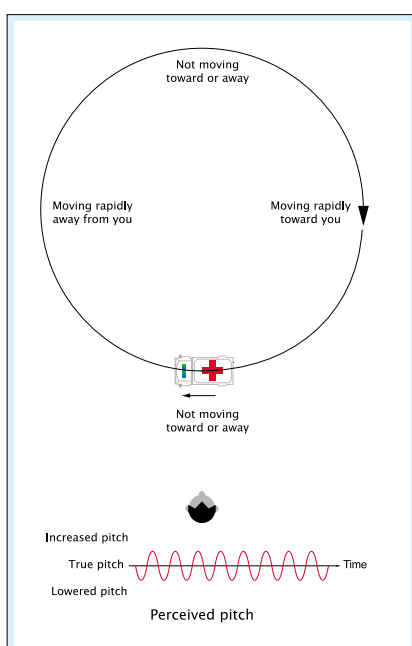 Not moving
toward or away
Moving rapidly
away from you
Moving rapidly
toward you
Not moving
toward or away
Increased pitch
True pitch
Time
Lowered pitch
Perceived pitch